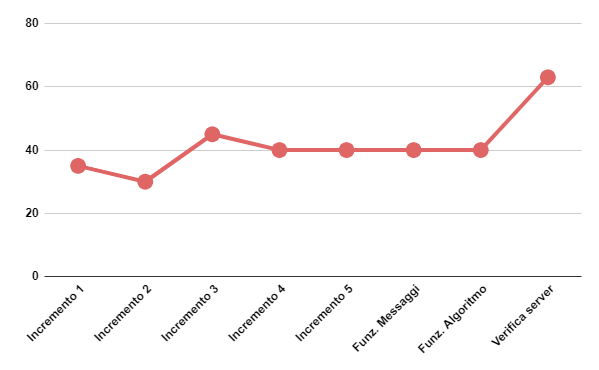 80
60
40
20
0
Incremento 1
Incremento 2
Incremento 3
Incremento 4
Incremento 5
Funz. Messaggi
Funz. Algoritmo
Verifica server